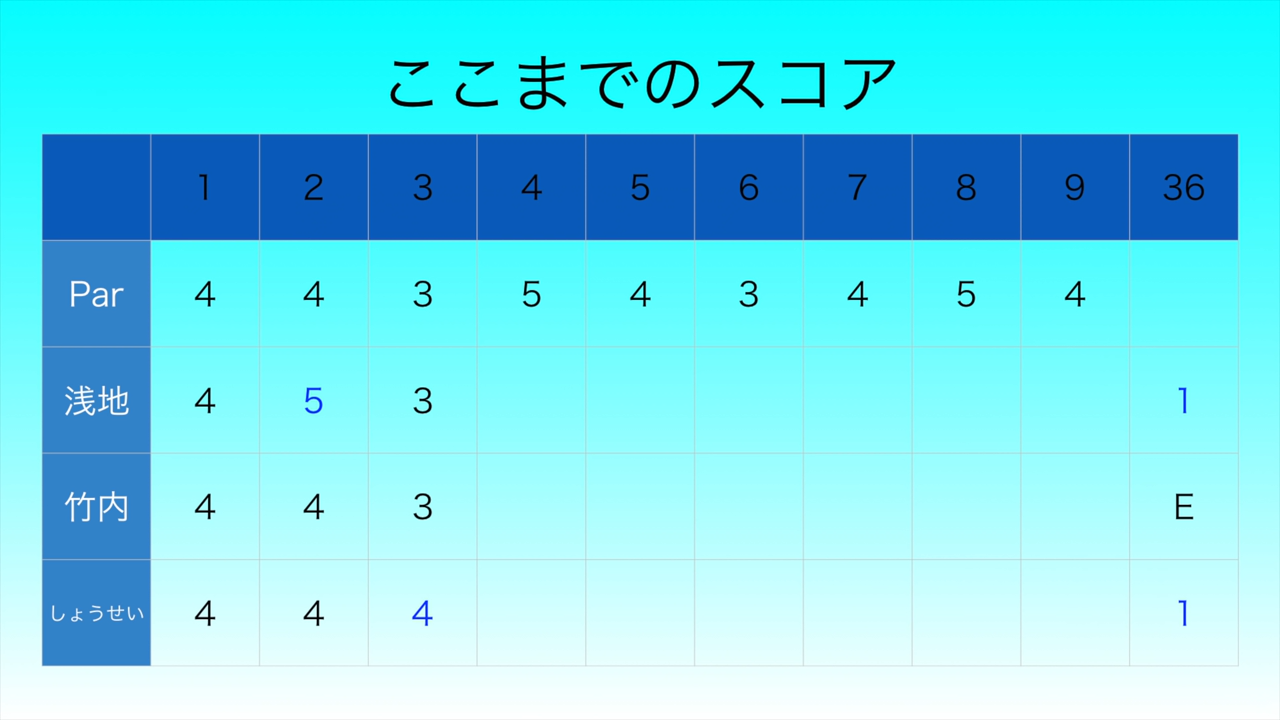 ここまでのスコア
1 2 3 4 5 6 7 8 9 36
Par 4 4 3 5 4 3 4 5 4
浅地 4 5 3 1
竹内 4 4 3 E
しょうせい 4 4 4 1